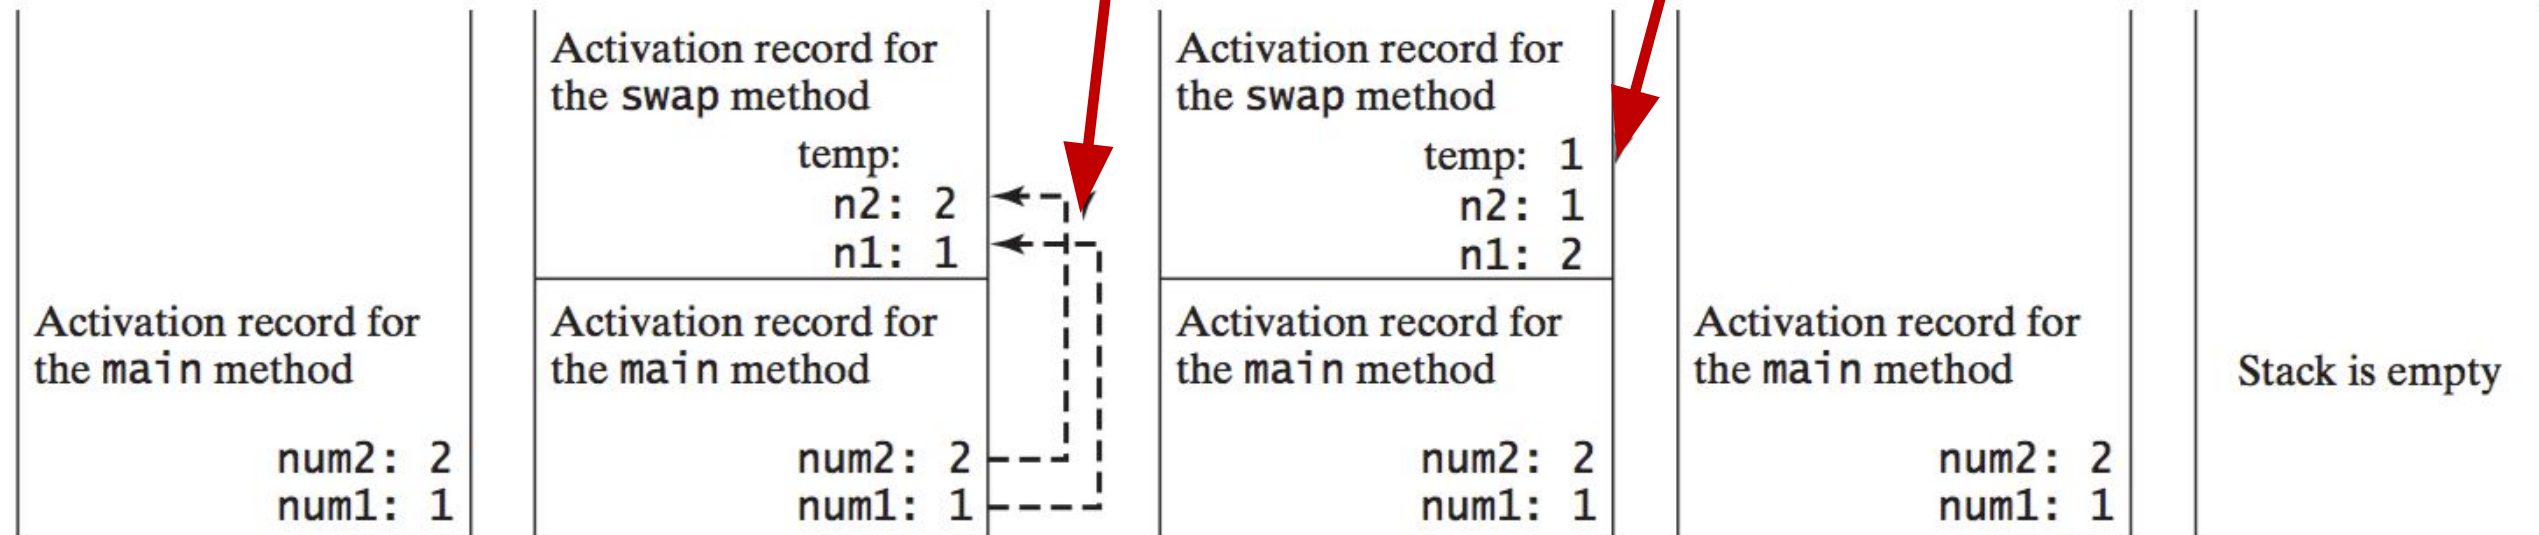 Activation record for
the main method
num2: 2
num1: 1
Activation record for
the swap method
temp:
n2: 2
n1: 1
Activation record for
the main method
num2: 2
num1: 1
Activation record for
the swap method
temp: 1
n2: 1
n1: 2
Activation record for
the main method
num2: 2
num1: 1
Activation record for
the main method
num2: 2
num1: 1
Stack is empty